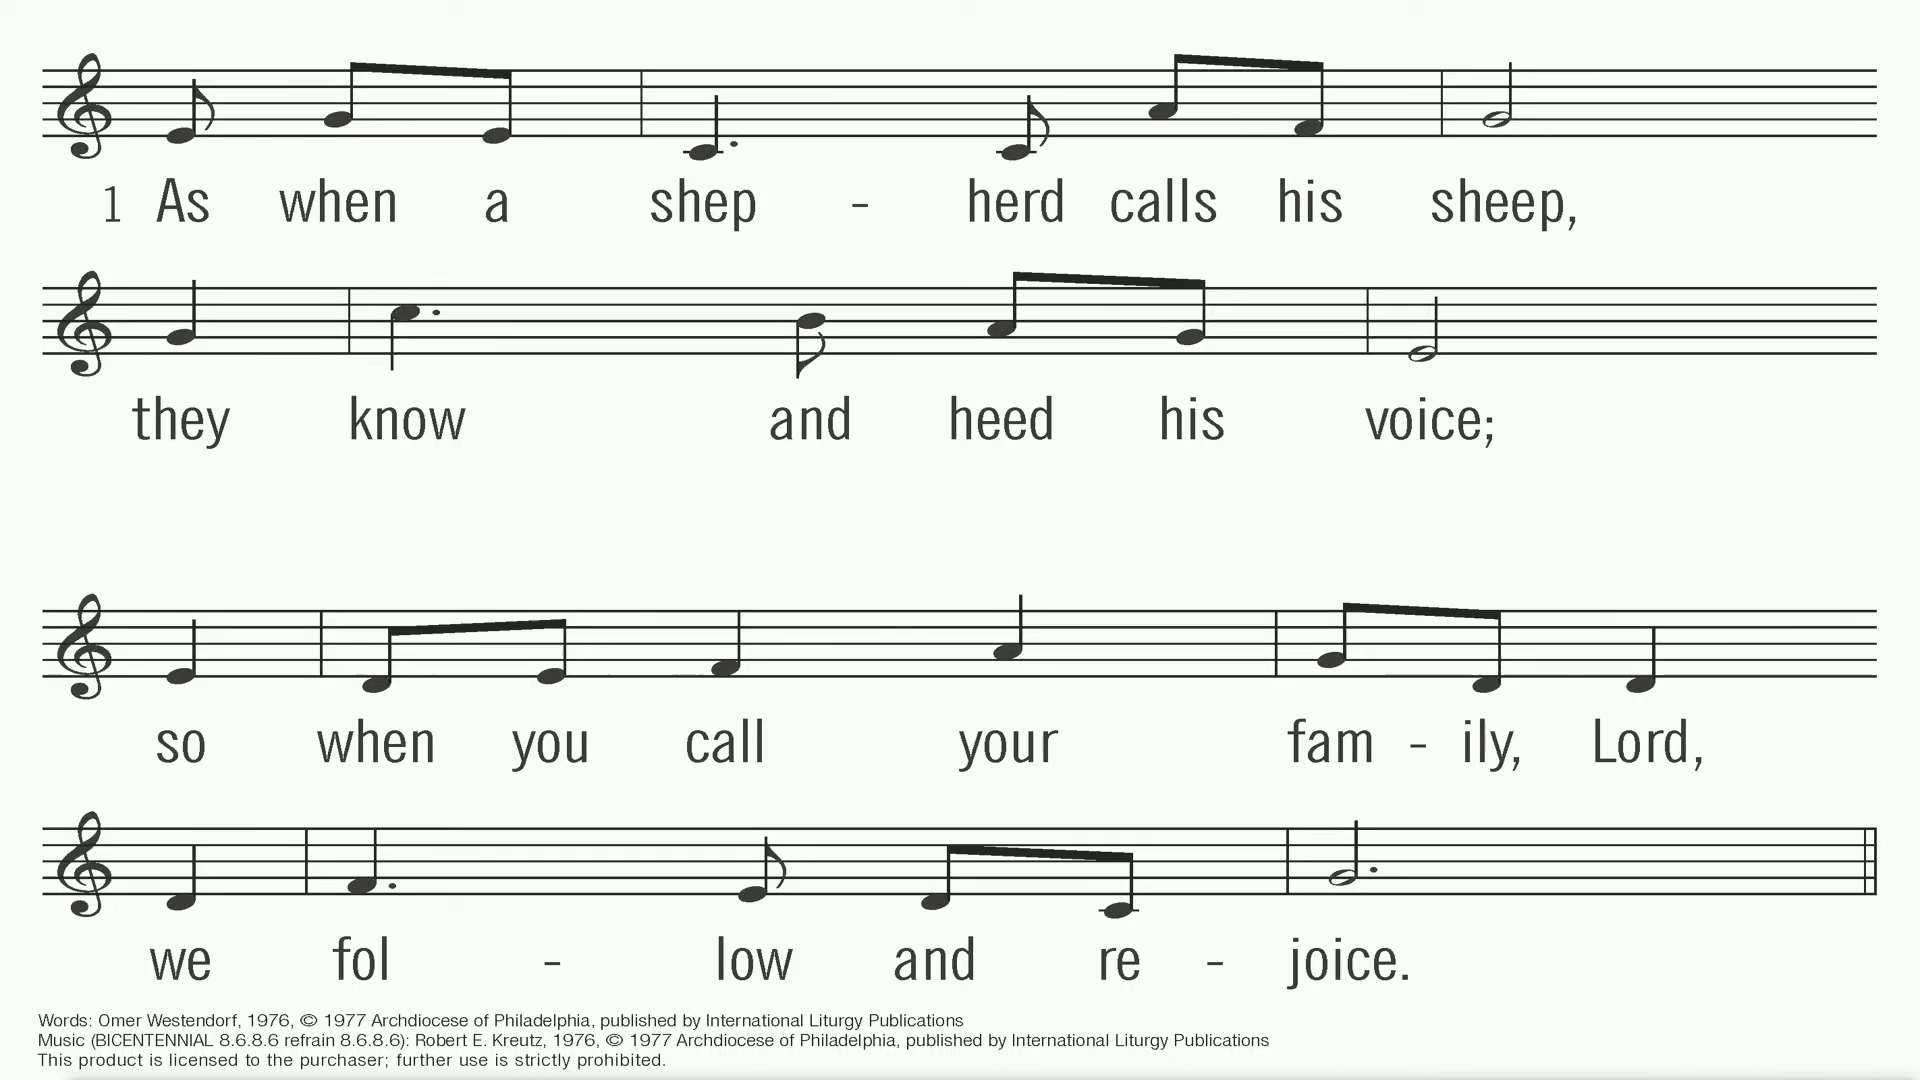 1 As when a shep - herd calls his sheep,
they know and heed his voice;
so when you call your fam - ily, Lord,
we fol - low and re - joice.
Words: Omer Westendorf, 1976, © 1977 Archdiocese of Philadelphia, published by International Liturgy Publications
Music (BICENTENNIAL 8.6.8.6 refrain 8.6.8.6): Robert E. Kreutz, 1976, © 1977 Archdiocese of Philadelphia, published by International Liturgy Publications
This product is licensed to the purchaser; further use is strictly prohibited.